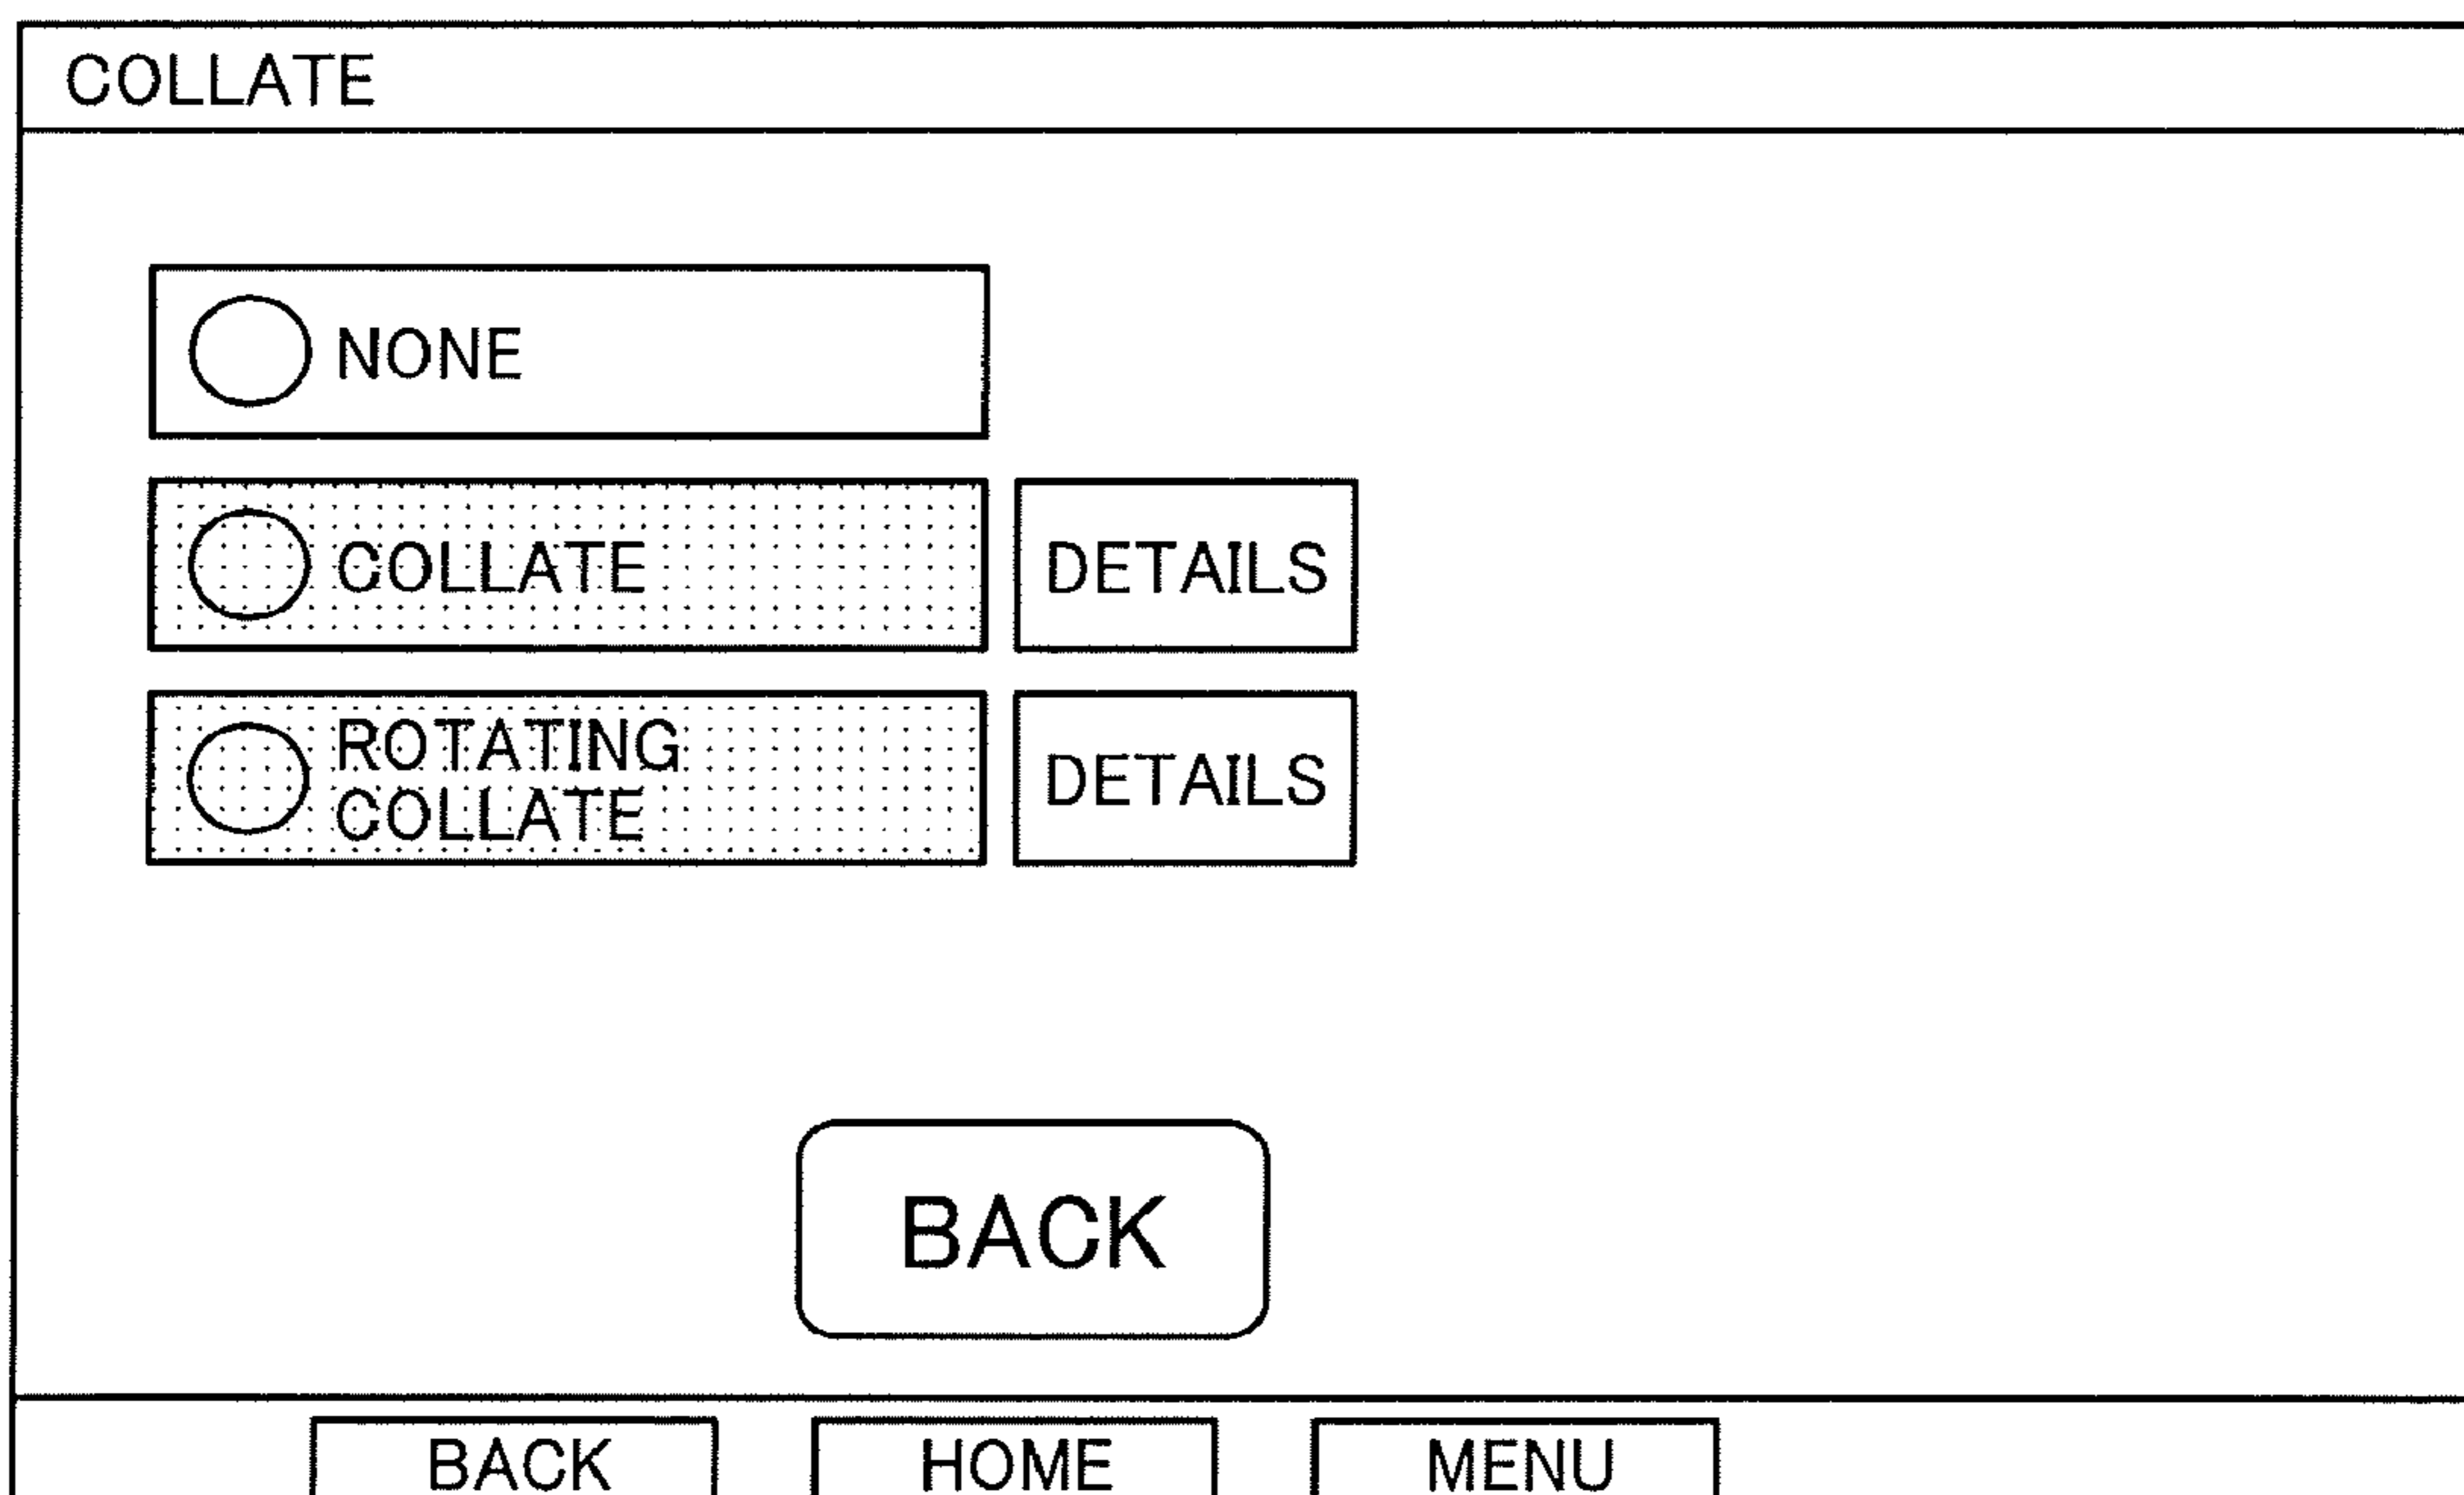 COLLATE
NONE
COLLATE
DETAILS
ROTATING
COLLATE
DETAILS
BACK
BACK
HOME
MENU